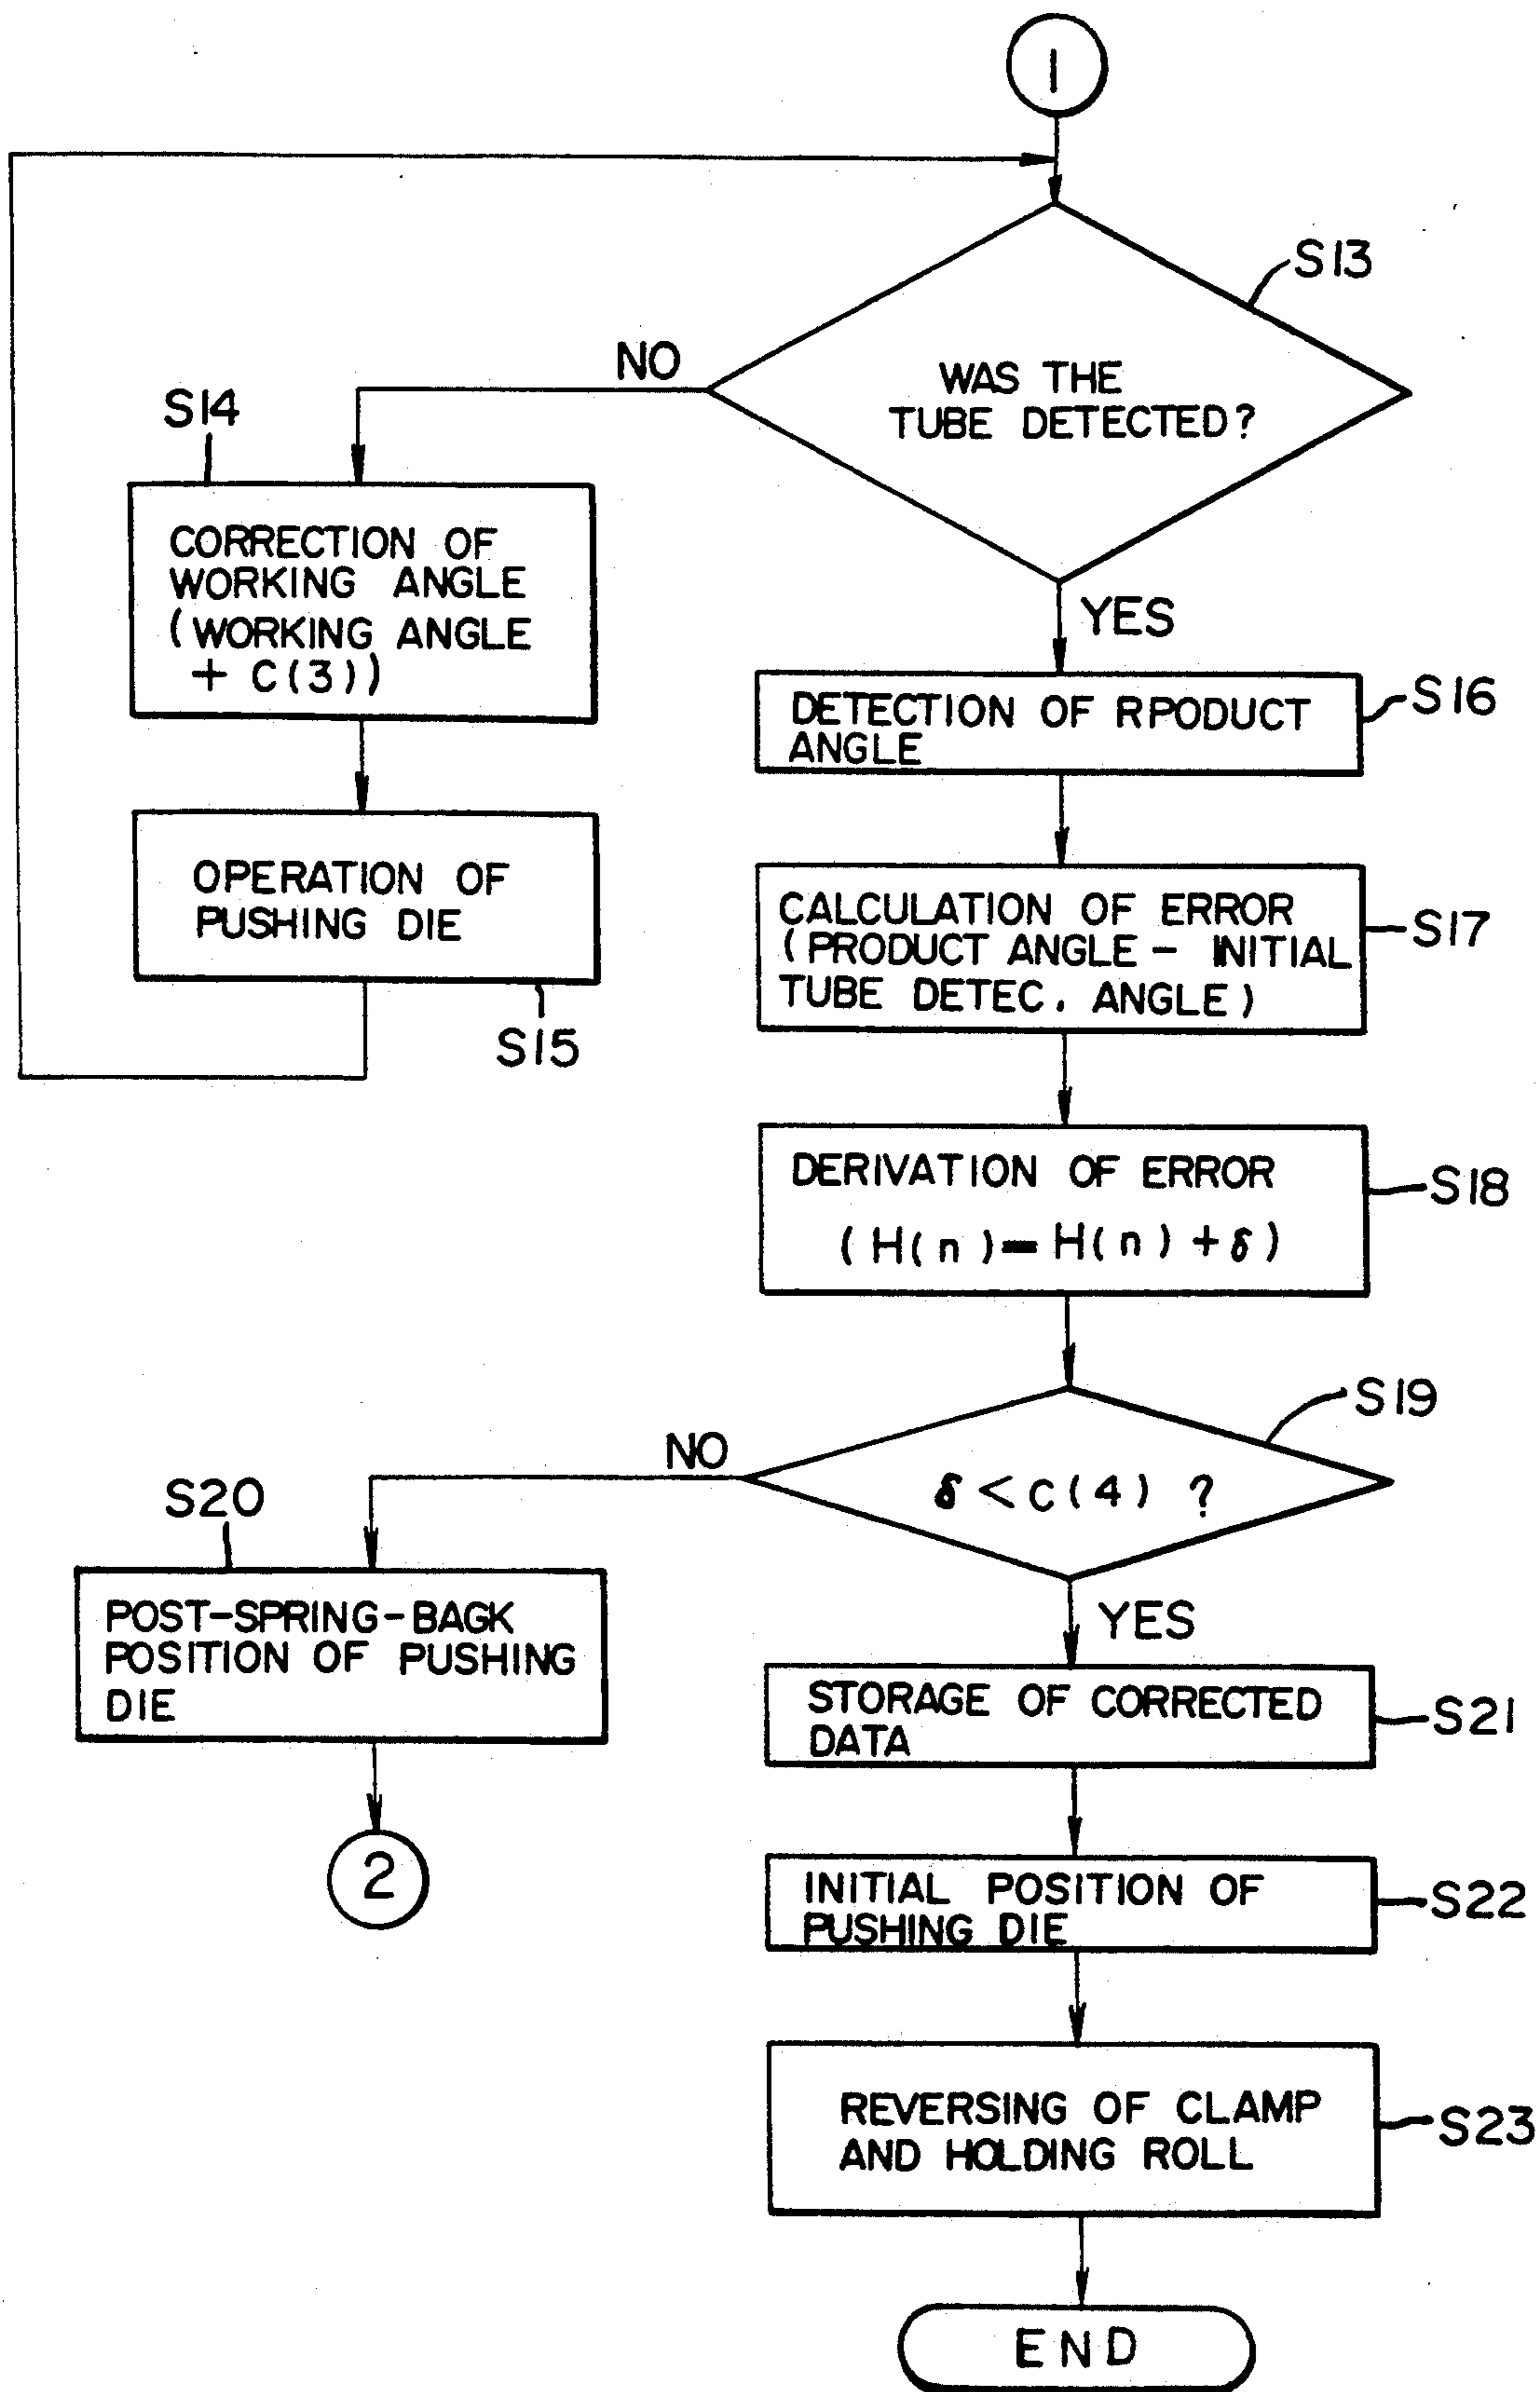 1
S13
NO
WAS THE
TUBE DETECTED?
S14
CORRECTION OF
WORKING ANGLE
(WORKING ANGLE
+ C(3))
YES
S16
DETECTION OF RPODUCT
ANGLE
OPERATION OF
PUSHING DIE
S15
CALCULATION OF ERROR
(PRODUCT ANGLE - INITIAL
TUBE DETEC. ANGLE)
S17
DERIVATION OF ERROR
(H(n) = H(n) + δ)
S18
S19
NO
δ < C(4) ?
S20
POST-SPRING-BAGK
POSITION OF PUSHING
DIE
2
YES
STORAGE OF CORRECTED
DATA
S21
INITIAL POSITION OF
PUSHING DIE
S22
REVERSING OF CLAMP
AND HOLDING ROLL
S23
END